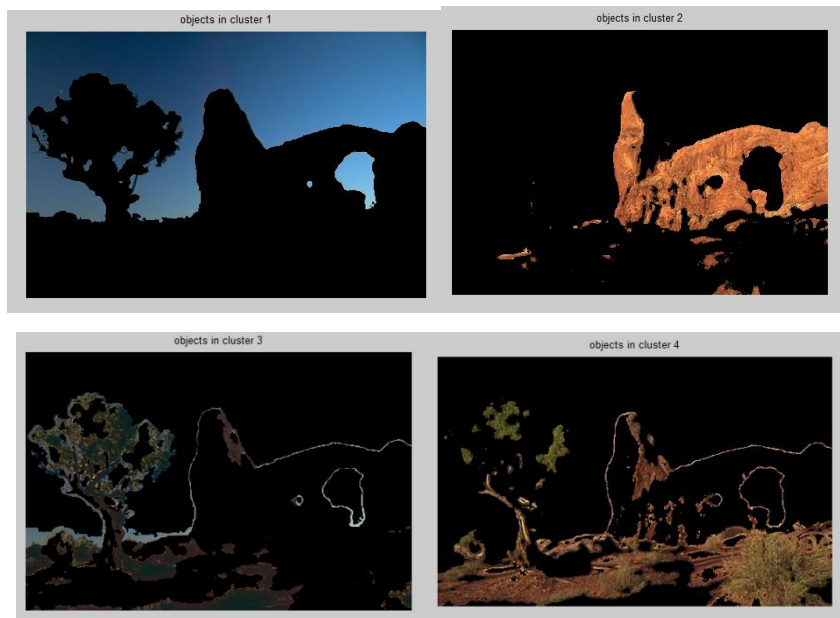 objects in cluster 1
objects in cluster 2
objects in cluster 3
objects in cluster 4